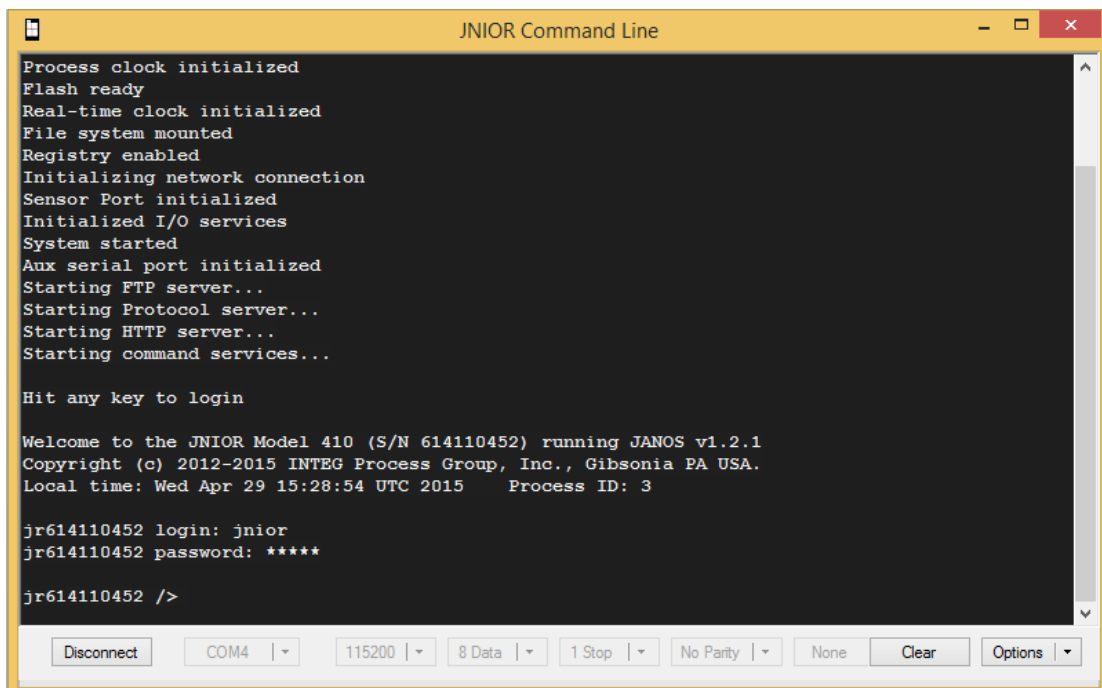 JNIOR Command Line
Process clock initialized
Flash ready
Real-time clock initialized
File system mounted
Registry enabled
Initializing network connection
Sensor Port initialized
Initialized I/O services
System started
Aux serial port initialized
Starting FTP server...
Starting Protocol server...
Starting HTTP server...
Starting command services...
Hit any key to login
Welcome to the JNIOR Model 410 (S/N 614110452) running JANOS v1.2.1
Copyright (c) 2012-2015 INTEG Process Group, Inc., Gibsonia PA USA.
Local time: Wed Apr 29 15:28:54 UTC 2015    Process ID: 3
jr614110452 login: jnior
jr614110452 password: *****
jr614110452 />
Disconnect COM4 115200 8 Data 1 Stop No Parity None Clear Options